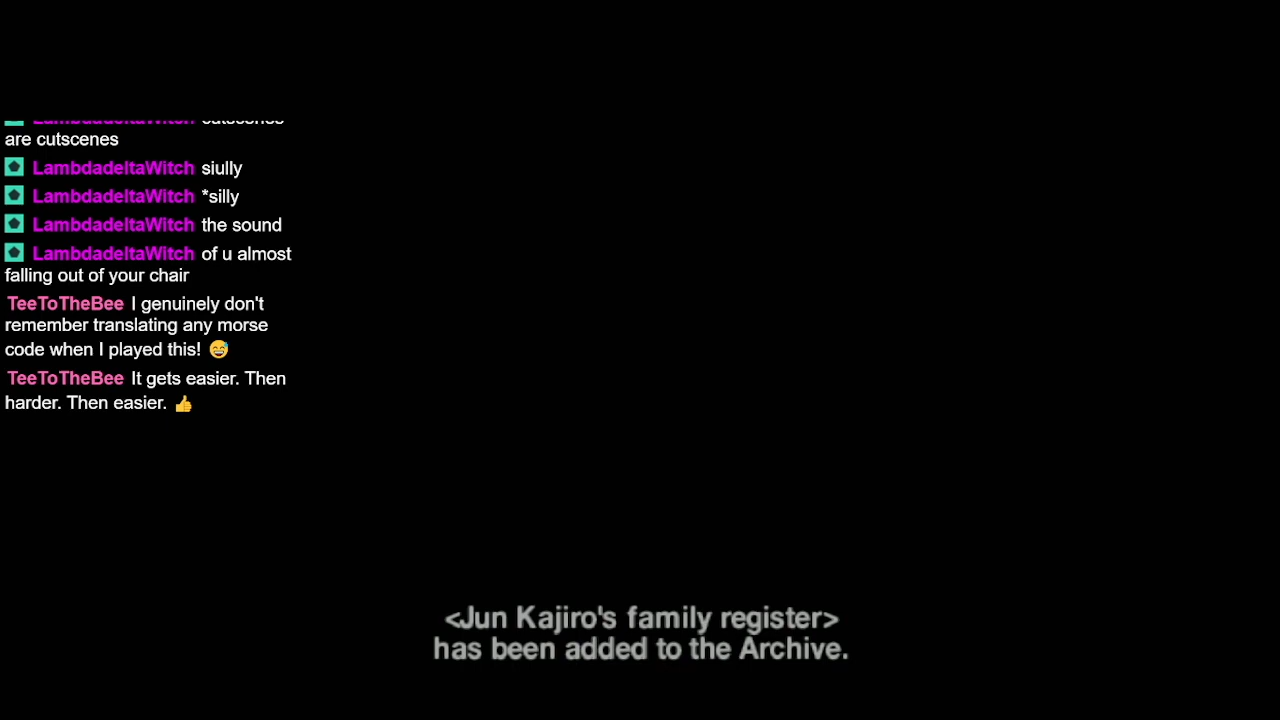 LambdadeltaWitch cutscenes
are cutscenes
LambdadeltaWitch siully
LambdadeltaWitch *silly
LambdadeltaWitch the sound
LambdadeltaWitch of u almost
falling out of your chair
TeeToTheBee I genuinely don't
remember translating any morse
code when I played this! 😅
TeeToTheBee It gets easier. Then
harder. Then easier. 👍
<Jun Kajiro's family register>
has been added to the Archive.